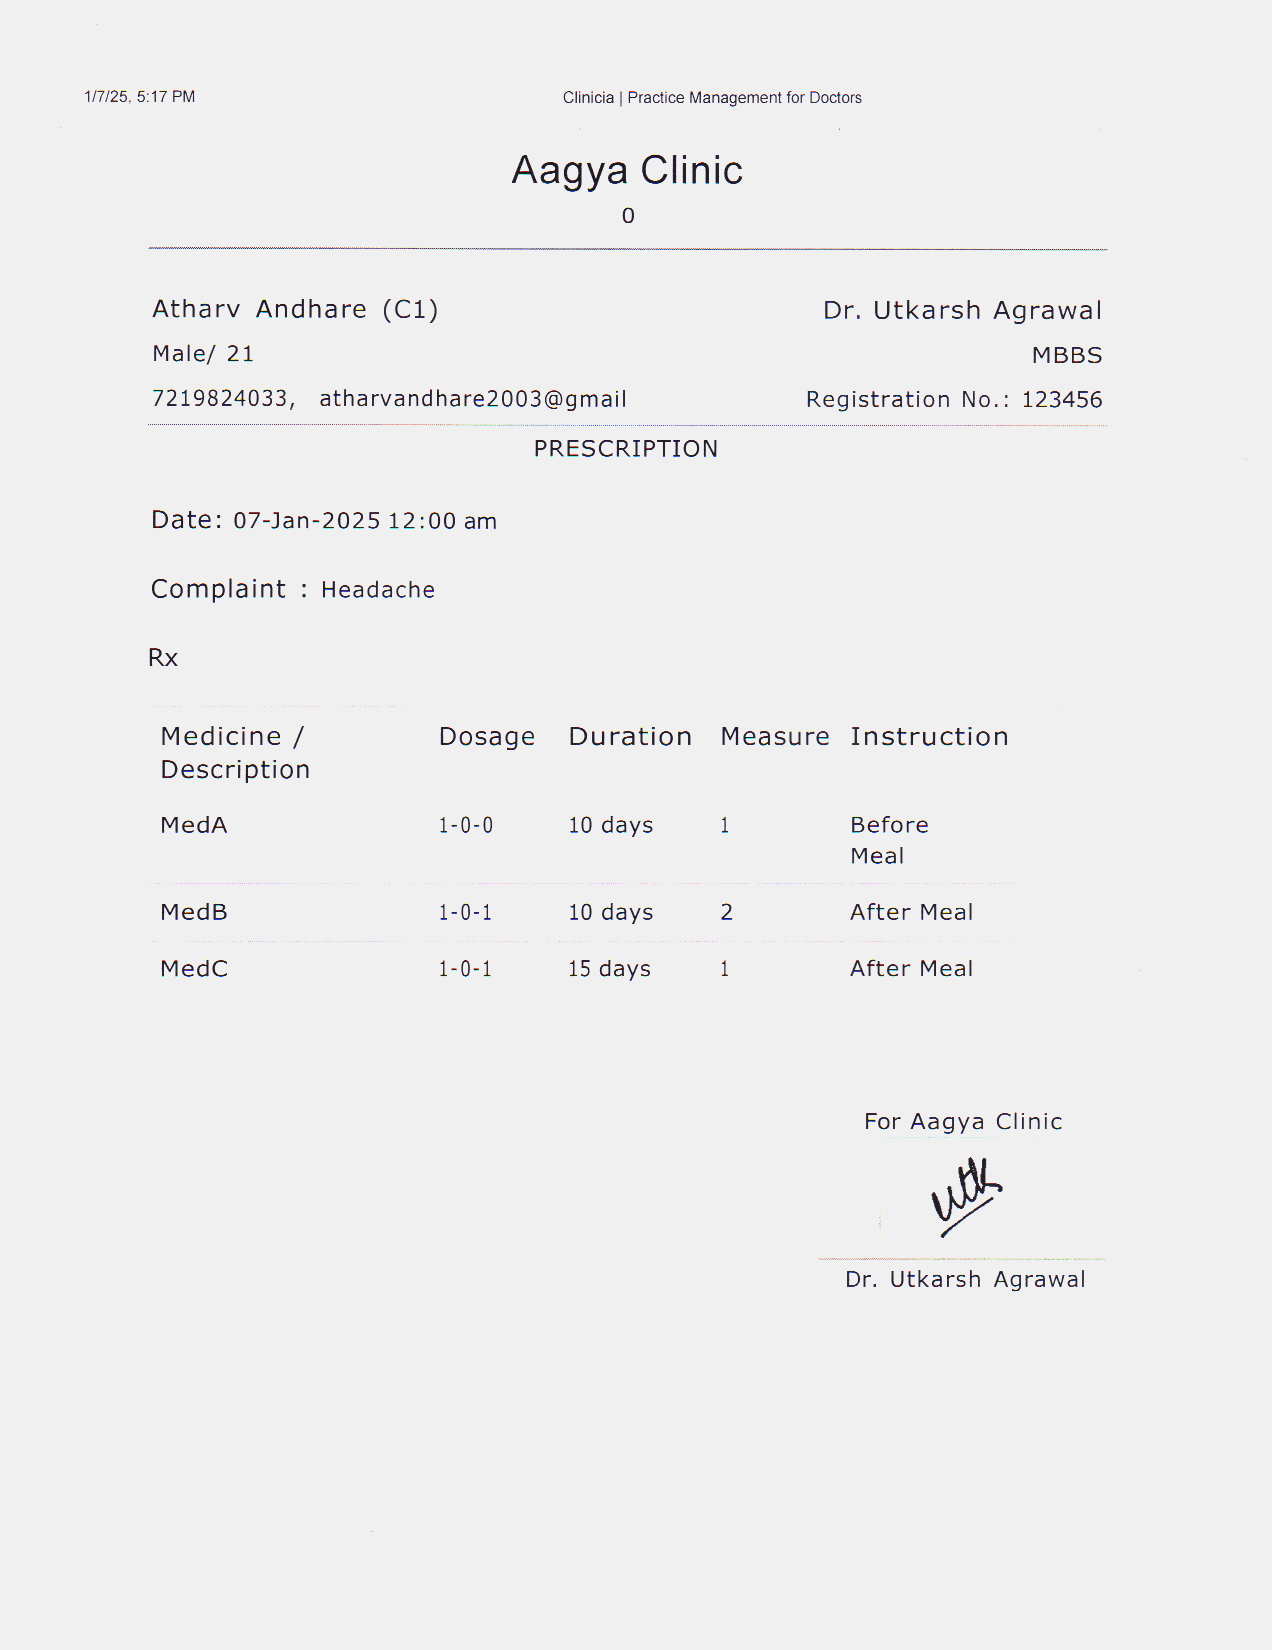 1/7/25, 5:17 PM Clinicia | Practice Management for Doctors
Aagya Clinic
0
Atharv Andhare (C1) Dr. Utkarsh Agrawal
Male/ 21 MBBS
7219824033, atharvandhare2003@gmail Registration No.: 123456
PRESCRIPTION
Date: 07-Jan-2025 12:00 am
Complaint : Headache
Rx
Medicine / Dosage Duration Measure Instruction
Description
MedA 1-0-0 10 days 1 Before
Meal
MedB 1-0-1 10 days 2 After Meal
MedC 1-0-1 15 days 1 After Meal
For Aagya Clinic
utk
Dr. Utkarsh Agrawal